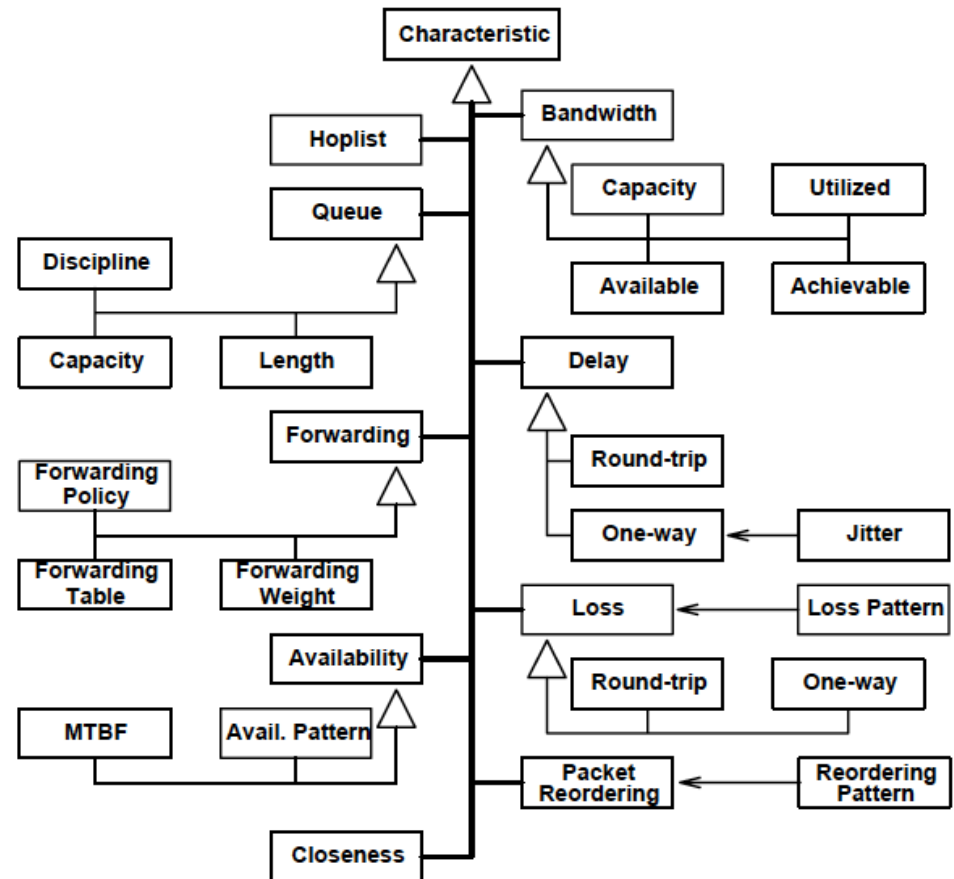 Characteristic
Hoplist
Bandwidth
Queue
Capacity
Utilized
Discipline
Available
Achievable
Capacity
Length
Delay
Forwarding
Round-trip
Forwarding
Policy
One-way
Jitter
Forwarding
Table
Forwarding
Weight
Loss
Loss Pattern
Availability
Round-trip
One-way
MTBF
Avail. Pattern
Packet
Reordering
Reordering
Pattern
Closeness